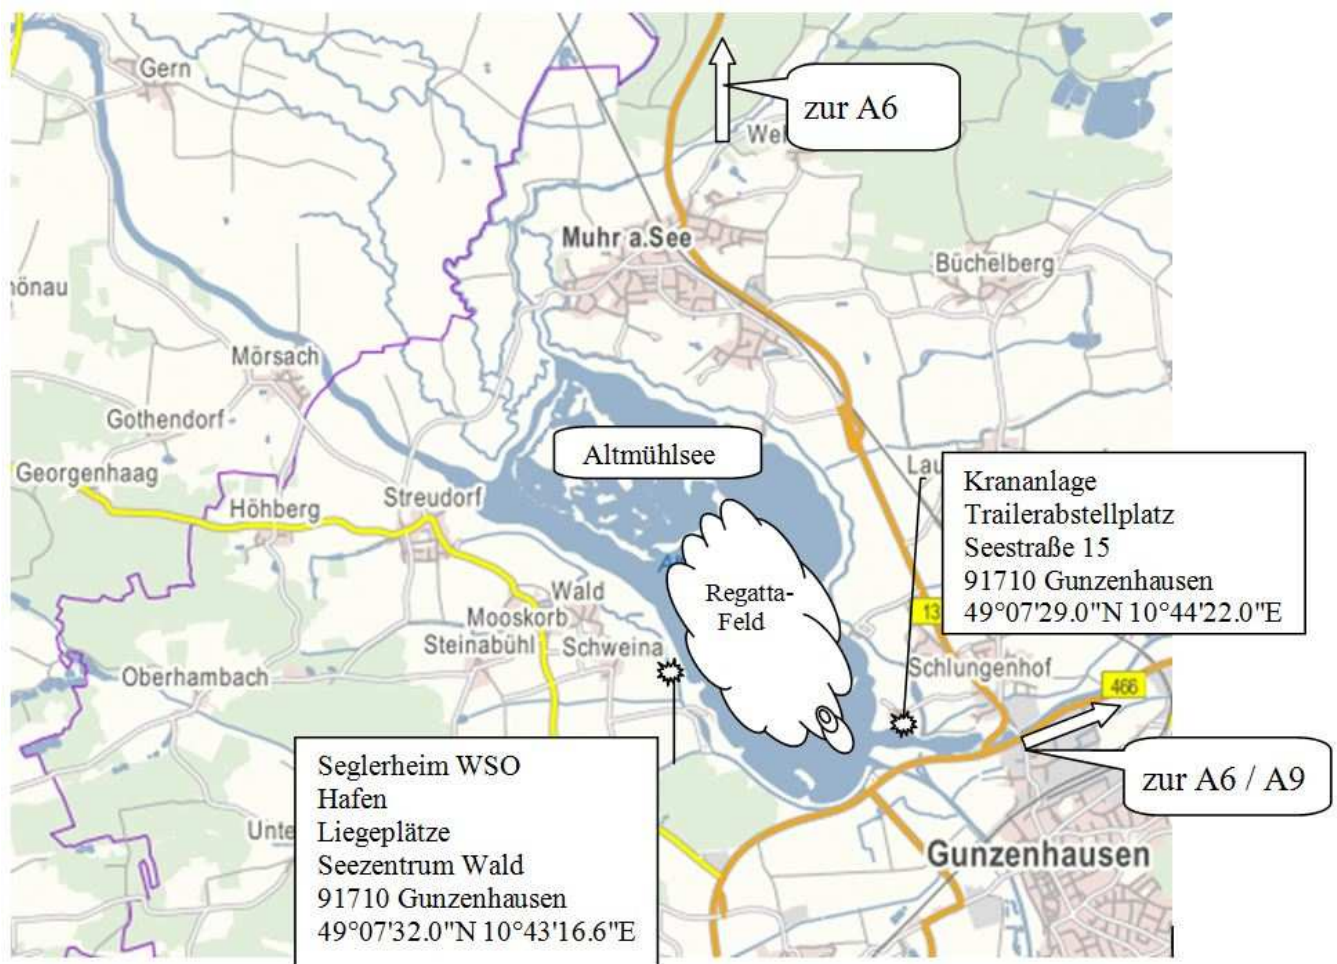 Gern
zur A6
Muhr a.See
Büchelberg
önau
Mörsach
Gothendorf
Altmühlsee
Georgenhaag
Streudorf
Höhberg
Krananlage
Trailerabstellplatz
Seestraße 15
91710 Gunzenhausen
49°07'29.0"N 10°44'22.0"E
Regatta-
Feld
Wald
Mooskorb
Steinabühl
Schweina
13
Schlungenhof
Oberhambach
466
Seglerheim WSO
Hafen
Liegeplätze
Seezentrum Wald
91710 Gunzenhausen
49°07'32.0"N 10°43'16.6"E
zur A6 / A9
Unte
Gunzenhausen